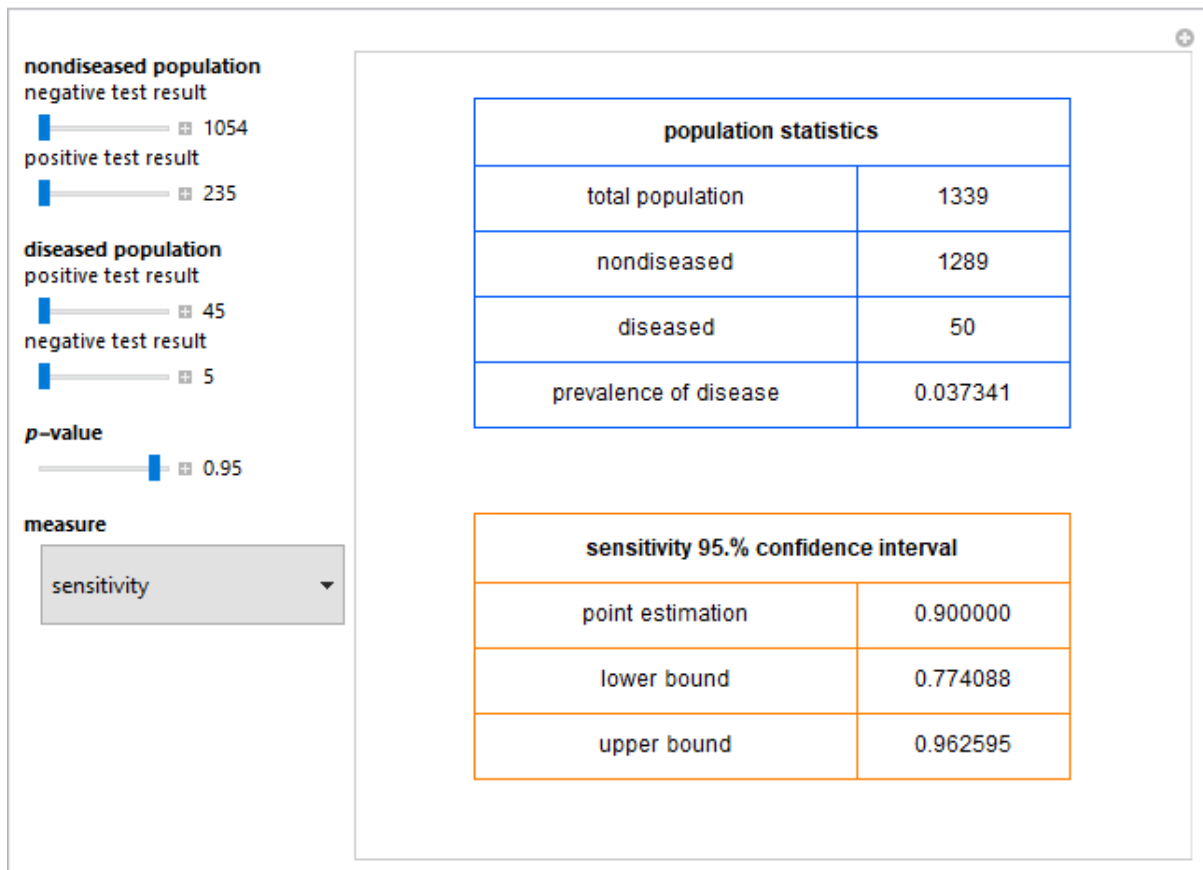 nondiseased population
negative test result
1054
positive test result
235
diseased population
positive test result
45
negative test result
5
p-value
0.95
measure
sensitivity
population statistics
total population 1339
nondiseased 1289
diseased 50
prevalence of disease 0.037341
sensitivity 95.% confidence interval
point estimation 0.900000
lower bound 0.774088
upper bound 0.962595